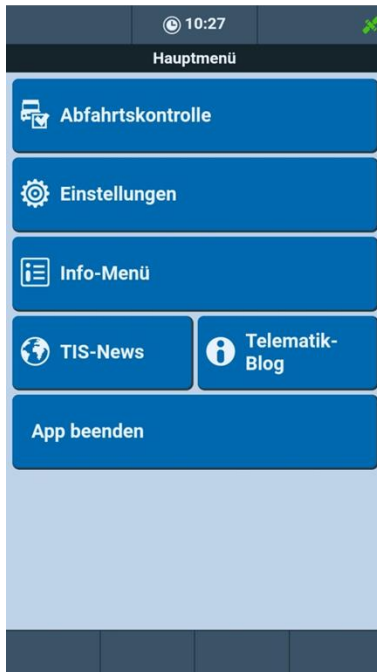 10:27
Hauptmenü
Abfahrtskontrolle
Einstellungen
Info-Menü
TIS-News
Telematik-
Blog
App beenden